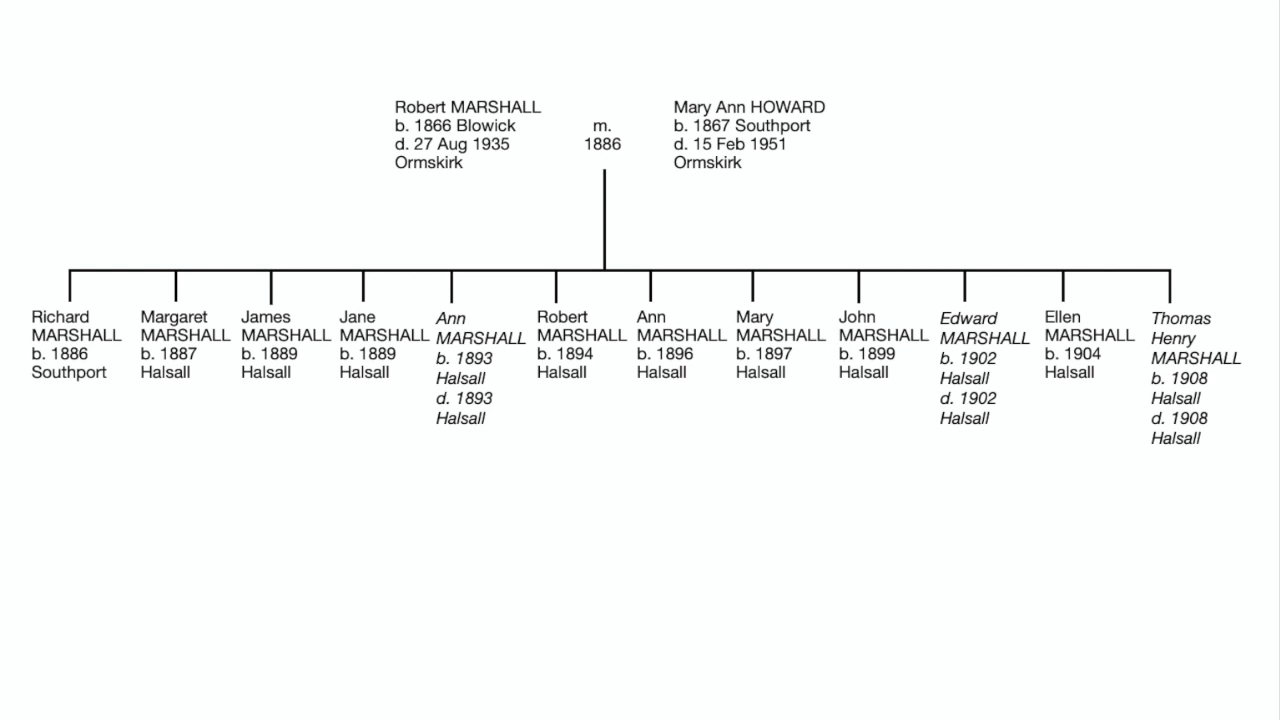 Robert MARSHALL
b. 1866 Blowick
d. 27 Aug 1935
Ormskirk
m.
1886
Mary Ann HOWARD
b. 1867 Southport
d. 15 Feb 1951
Ormskirk
Richard
MARSHALL
b. 1886
Southport
Margaret
MARSHALL
b. 1887
Halsall
James
MARSHALL
b. 1889
Halsall
Jane
MARSHALL
b. 1889
Halsall
Ann
MARSHALL
b. 1893
Halsall
d. 1893
Halsall
Robert
MARSHALL
b. 1894
Halsall
Ann
MARSHALL
b. 1896
Halsall
Mary
MARSHALL
b. 1897
Halsall
John
MARSHALL
b. 1899
Halsall
Edward
MARSHALL
b. 1902
Halsall
d. 1902
Halsall
Ellen
MARSHALL
b. 1904
Halsall
Thomas
Henry
MARSHALL
b. 1908
Halsall
d. 1908
Halsall